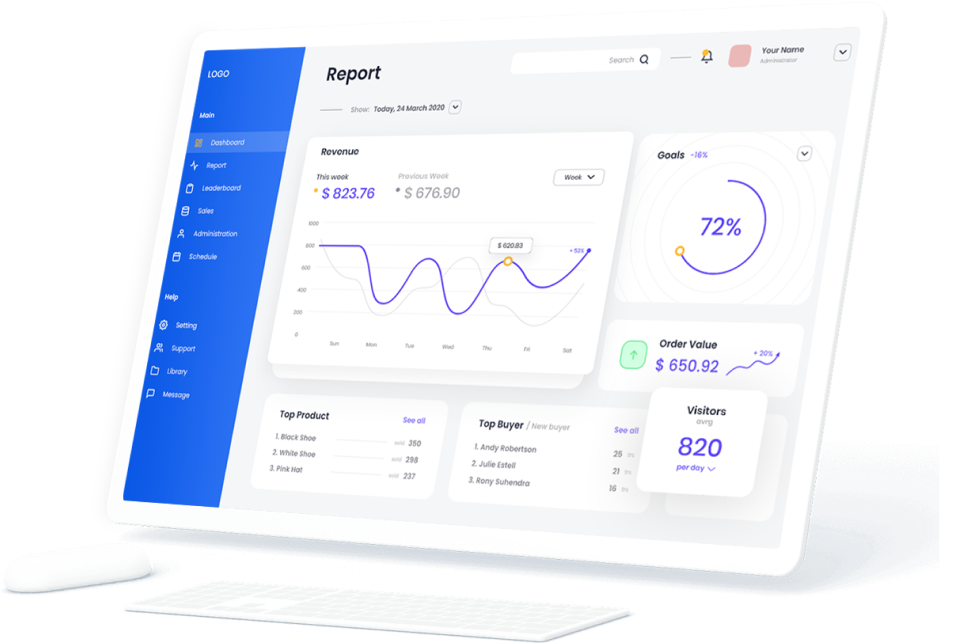 LOGO
Main
Dashboard
Report
Leaderboard
Sales
Administration
Schedule
Help
Setting
Support
Library
Message
Report
Search
Your Name
Administrator
Show: Today, 24 March 2020
Revenue
This week
$ 823.76
Previous Week
$ 676.90
Week
1000
800
600
400
200
0
$ 620.83
+ 53%
Sun Mon Tue Wed Thu Fri Sat
Goals -16%
72%
Order Value
$ 650.92
+ 20%
Top Product See all
1. Black Shoe sold 350
2. White Shoe sold 298
3. Pink Hat sold 237
Top Buyer / New buyer See all
1. Andy Robertson 25
2. Julie Estell 21
3. Rony Suhendra 16
Visitors
avrg
820
per day